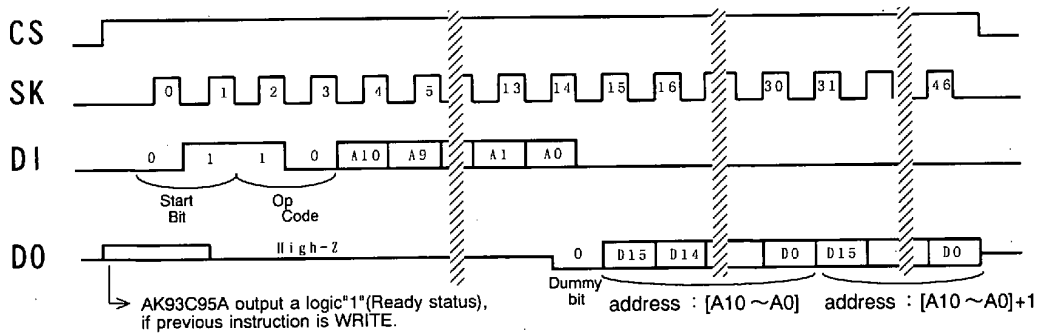 CS
SK 0 1 2 3 4 5 13 14 15 16 30 31 46
DI 0 1 1 0 A10 A9 A1 A0
Start Bit
Op Code
DO High-Z 0 D15 D14 D0 D15 D0
Dummy bit
address : [A10 ~A0] address : [A10 ~A0]+1
AK93C95A output a logic"1"(Ready status),
if previous instruction is WRITE.